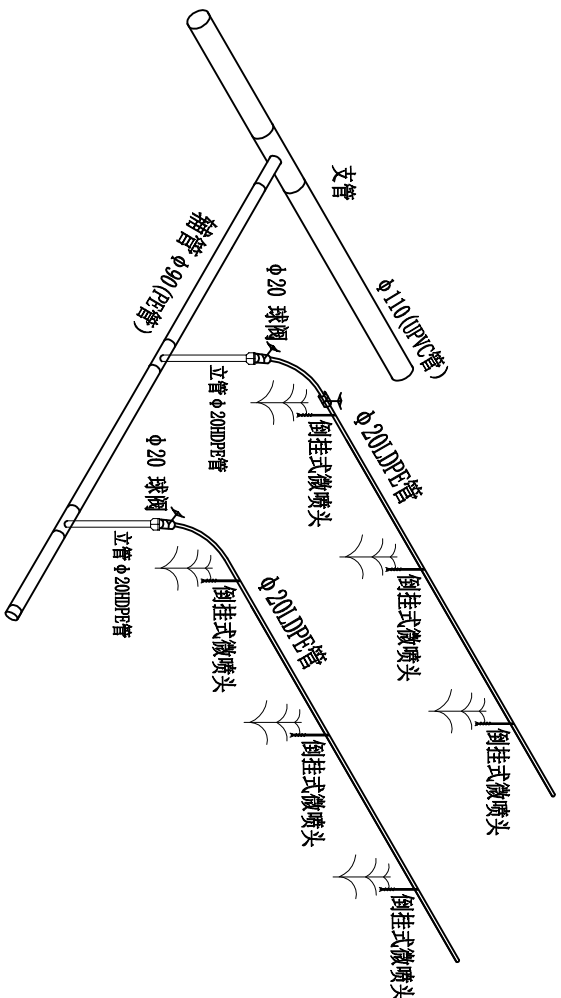 支管
φ110(UPVC管)
辅管 φ90(PE管)
φ20 球阀
立管 φ20HDPE管
φ20LDPE管
倒挂式微喷头
倒挂式微喷头
倒挂式微喷头
φ20 球阀
立管 φ20HDPE管
φ20LDPE管
倒挂式微喷头
倒挂式微喷头
倒挂式微喷头